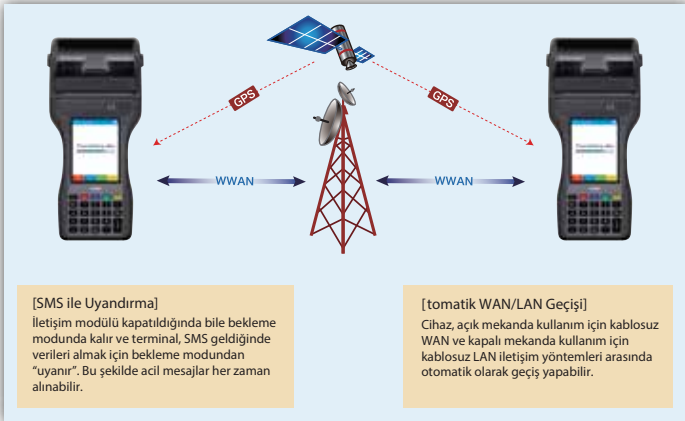 GPS
GPS
WWAN
WWAN
[SMS ile Uyandırma]
İletişim modülü kapatıldığında bile bekleme
modunda kalır ve terminal, SMS geldiğinde
verileri almak için bekleme modundan
“uyanır”. Bu şekilde acil mesajlar her zaman
alınabilir.
[tomatik WAN/LAN Geçişi]
Cihaz, açık mekanda kullanım için kablosuz
WAN ve kapalı mekanda kullanım için
kablosuz LAN iletişim yöntemleri arasında
otomatik olarak geçiş yapabilir.